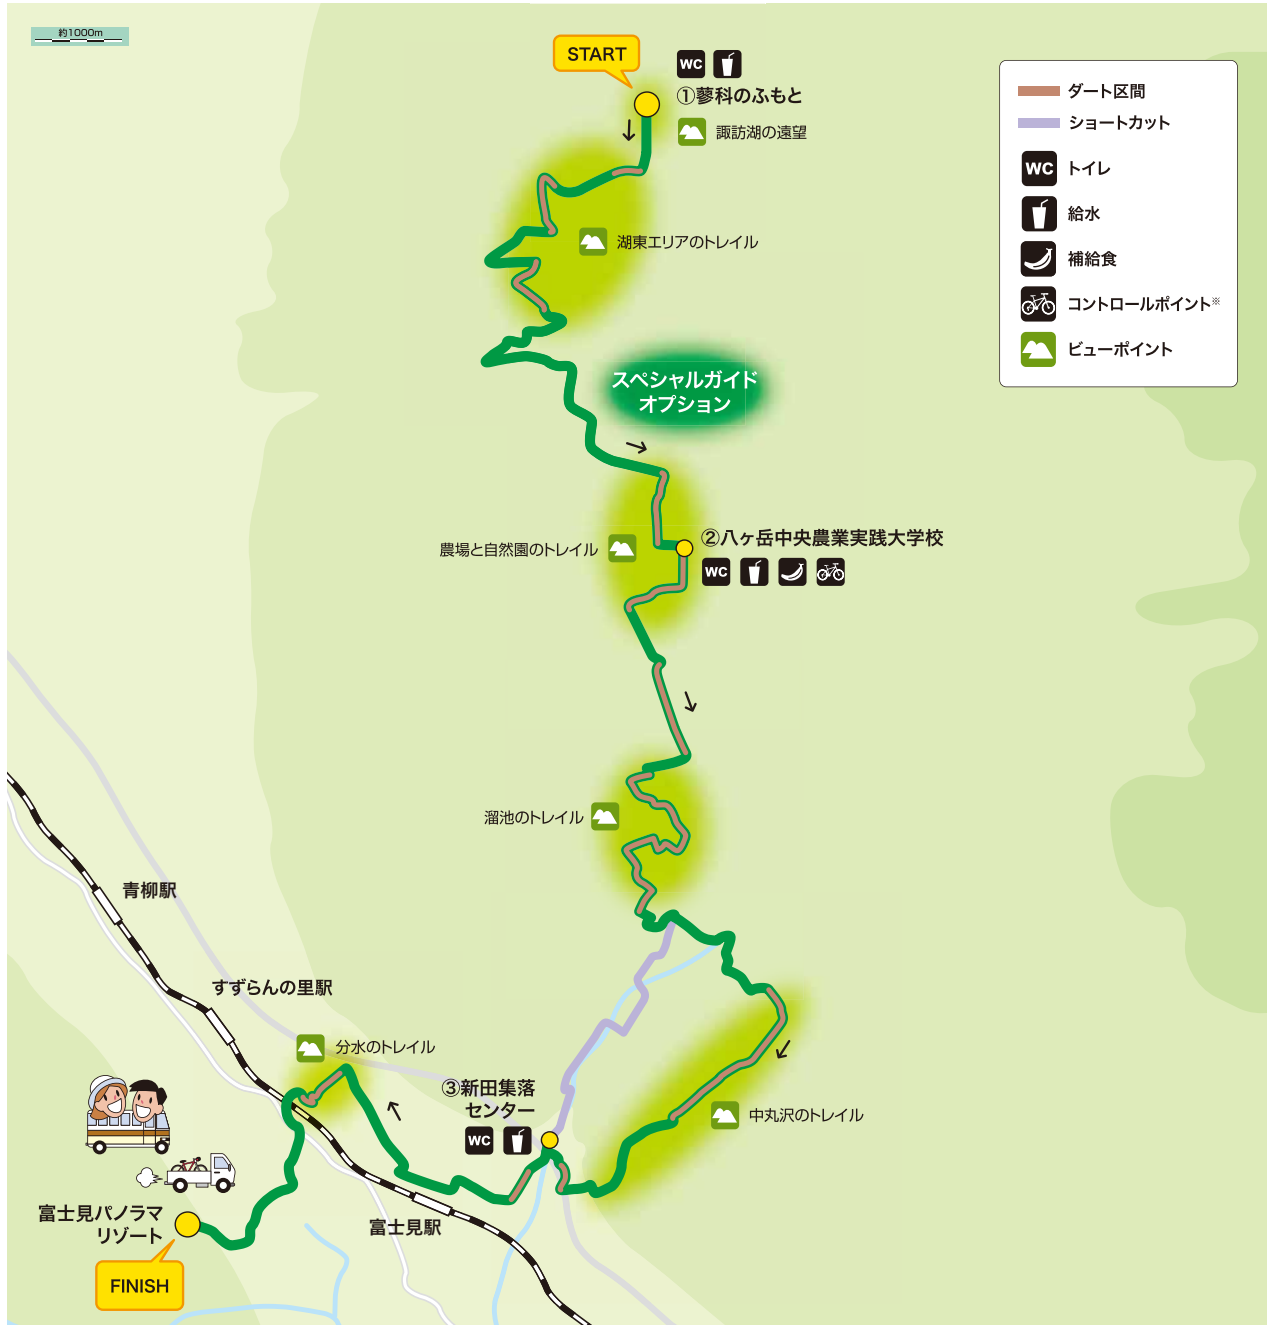 約1000m
START
WC
①蓼科のふもと
諏訪湖の遠望
ダート区間
ショートカット
WC
トイレ
給水
補給食
コントロールポイント※
ビューポイント
湖東エリアのトレイル
スペシャルガイド
オプション
②八ヶ岳中央農業実践大学校
WC
農場と自然園のトレイル
溜池のトレイル
青柳駅
すずらんの里駅
分水のトレイル
③新田集落
センター
WC
中丸沢のトレイル
富士見パノラマ
リゾート
富士見駅
FINISH